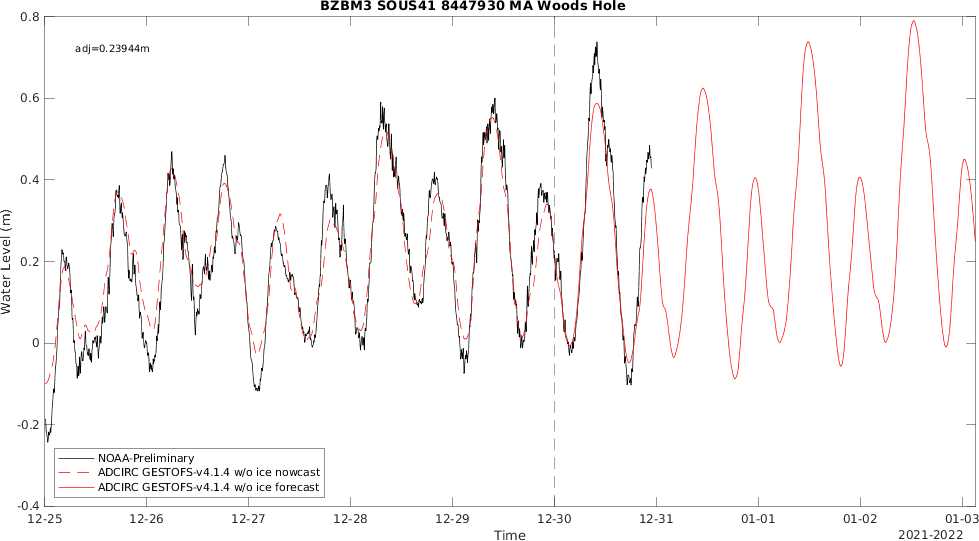 BZBM3 SOUS41 8447930 MA Woods Hole
0.8
adj=0.23944m
0.6
0.4
0.2
0
-0.2
-0.4
Water Level (m)
NOAA-Preliminary
ADCIRC GESTOFS-v4.1.4 w/o ice nowcast
ADCIRC GESTOFS-v4.1.4 w/o ice forecast
12-25 12-26 12-27 12-28 12-29 12-30 12-31 01-01 01-02 01-03
Time
2021-2022